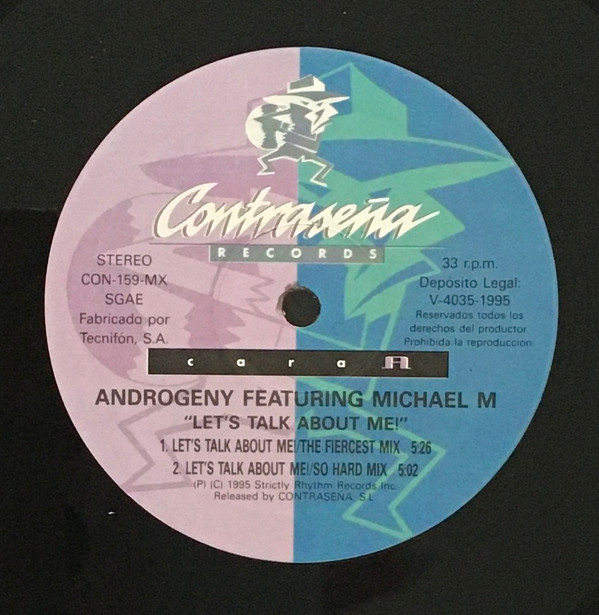 Contraseña
RECORDS
STEREO
CON-159-MX
SGAE
Fabricado por
Tecnifón, S.A.
33 r.p.m.
Depósito Legal:
V-4035-1995
Reservados todos los
derechos del productor
Prohibida la reproducción
cara A
ANDROGENY FEATURING MICHAEL M
"LET'S TALK ABOUT ME!"
1. LET'S TALK ABOUT ME!/THE FIERCEST MIX 5:26
2. LET'S TALK ABOUT ME!/SO HARD MIX 5:02
(P) (C) 1995 Strictly Rhythm Records Inc.
Released by CONTRASEÑA, S.L.